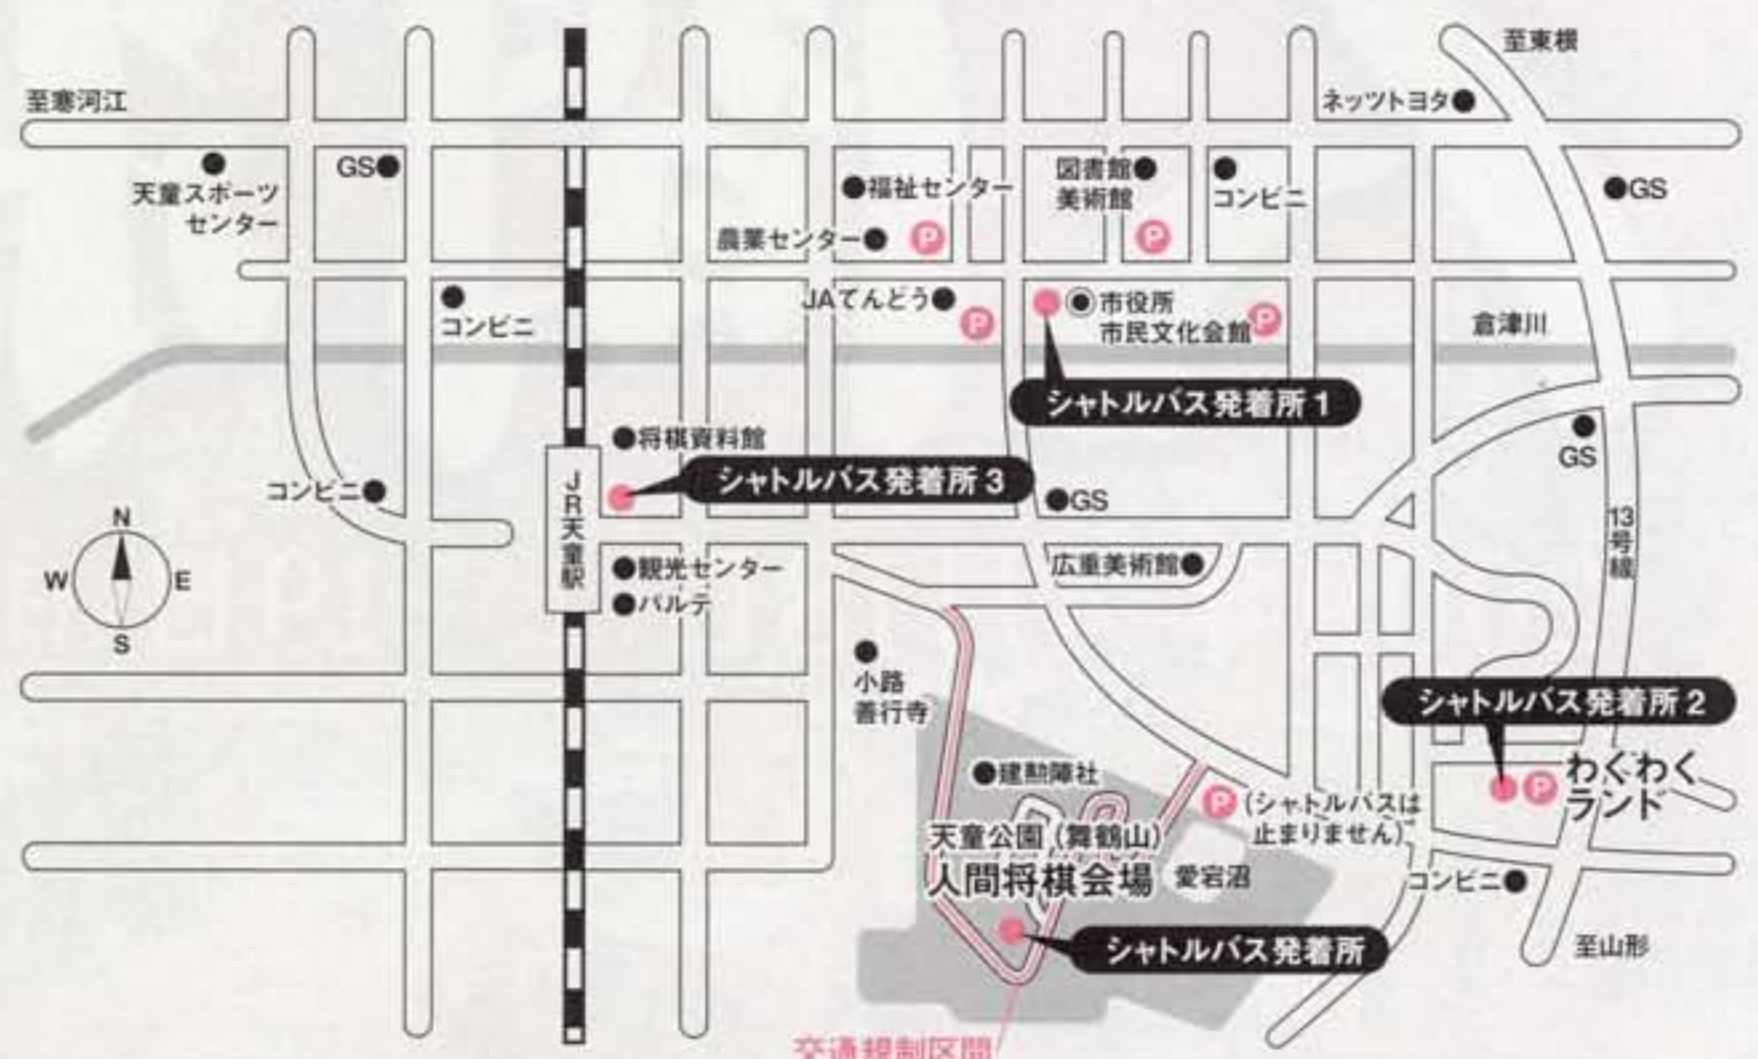 至東根
至寒河江
ネッツトヨタ
天童スポーツ
センター
GS
福祉センター
図書館
美術館
コンビニ
GS
農業センター
P
P
コンビニ
JAてんどう
P
市役所
市民文化会館
P
倉津川
シャトルバス発着所1
将棋資料館
シャトルバス発着所3
GS
GS
コンビニ
JR天童駅
13号線
N
W
E
S
観光センター
パルテ
広重美術館
小路
善行寺
シャトルバス発着所2
建勲障社
P
わくわく
ランド
P
(シャトルバスは
止まりません)
天童公園(舞鶴山)
人間将棋会場
愛宕沼
コンビニ
シャトルバス発着所
至山形
交通規制区間